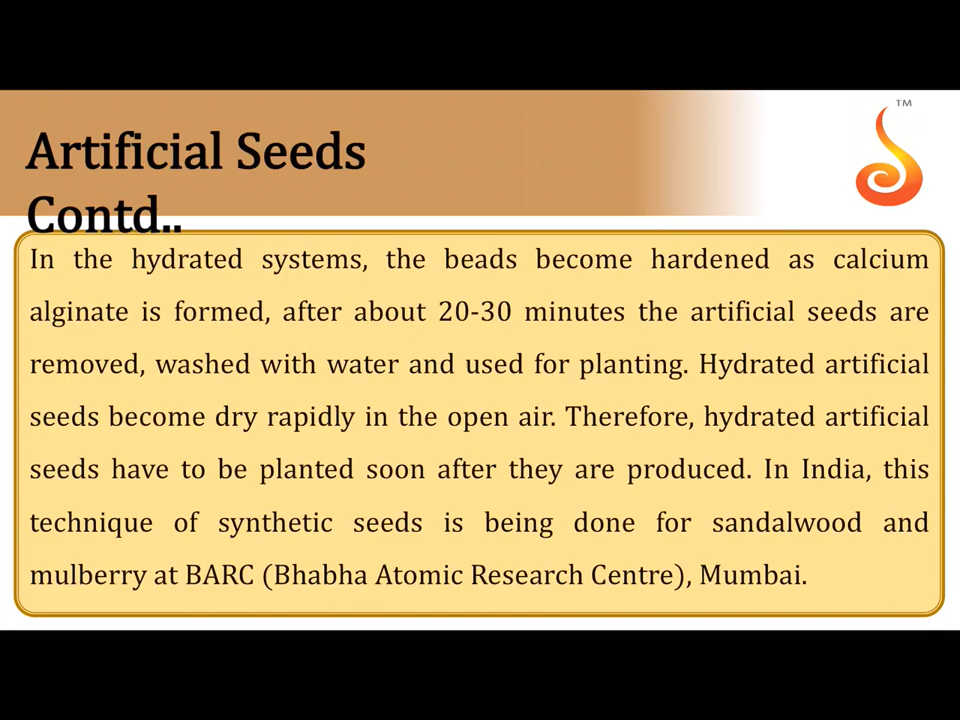 TM
Artificial Seeds
Contd..
In the hydrated systems, the beads become hardened as calcium
alginate is formed, after about 20-30 minutes the artificial seeds are
removed, washed with water and used for planting. Hydrated artificial
seeds become dry rapidly in the open air. Therefore, hydrated artificial
seeds have to be planted soon after they are produced. In India, this
technique of synthetic seeds is being done for sandalwood and
mulberry at BARC (Bhabha Atomic Research Centre), Mumbai.